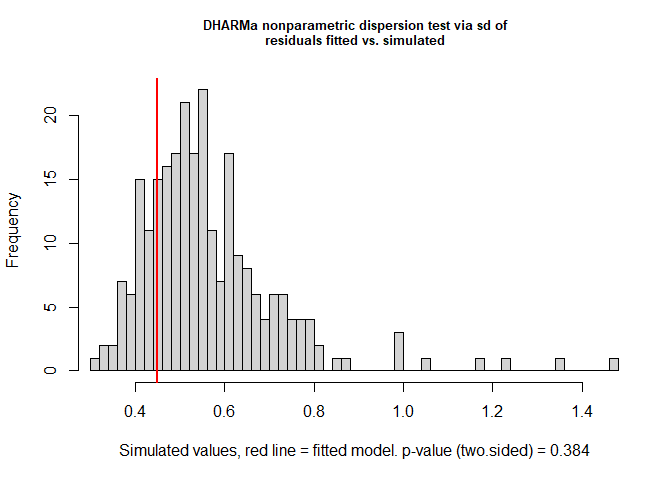 DHARMa nonparametric dispersion test via sd of
residuals fitted vs. simulated
Frequency
20
15
10
5
0
0.4 0.6 0.8 1.0 1.2 1.4
Simulated values, red line = fitted model. p-value (two.sided) = 0.384